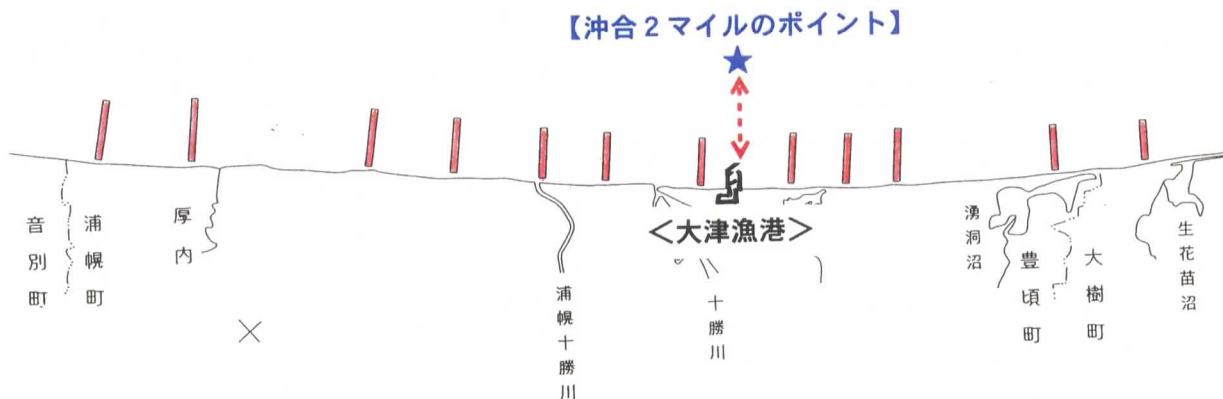 【沖合2マイルのポイント】
＜大津漁港＞
音別町
浦幌町
厚内
浦幌十勝川
十勝川
湧洞沼
豊頃町
大樹町
生花苗沼